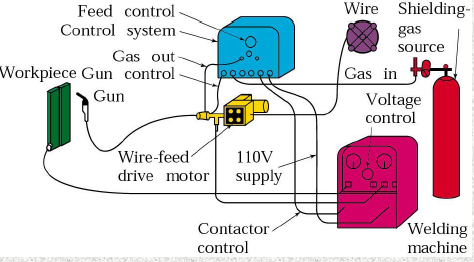 Feed control
Control system
Gas out
Workpiece Gun control
Gun
Wire
Shielding-
gas
source
Gas in
Voltage
control
Wire-feed
drive motor
110V
supply
Contactor
control
Welding
machine